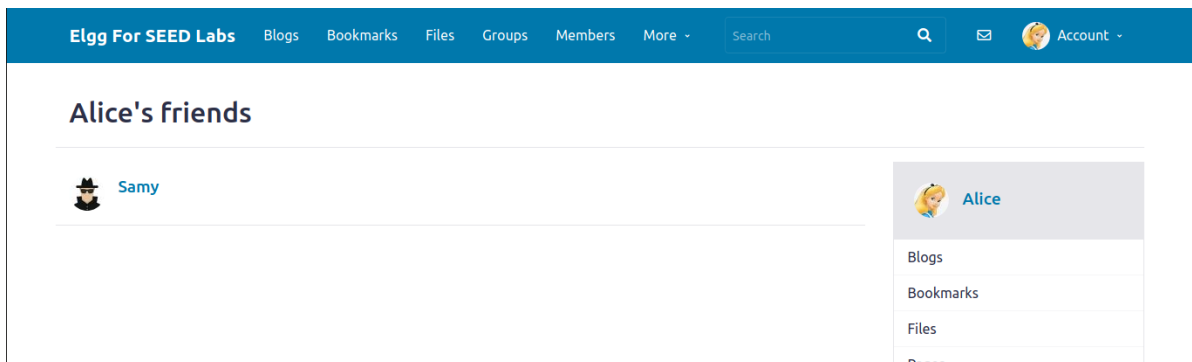 Elgg For SEED Labs Blogs Bookmarks Files Groups Members More Search Account
Alice's friends
Samy
Alice
Blogs
Bookmarks
Files